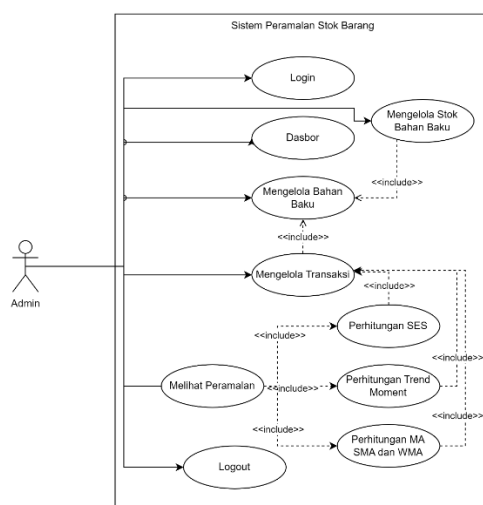 Sistem Peramalan Stok Barang
Login
Mengelola Stok
Bahan Baku
Dasbor
<<include>>
Mengelola Bahan
Baku
<<include>>
Admin
Mengelola Transaksi
<<include>>
<<include>>
<<include>>
Perhitungan SES
Melihat Peramalan
<<include>>
Perhitungan Trend
Moment
<<include>>
Perhitungan MA
SMA dan WMA
Logout